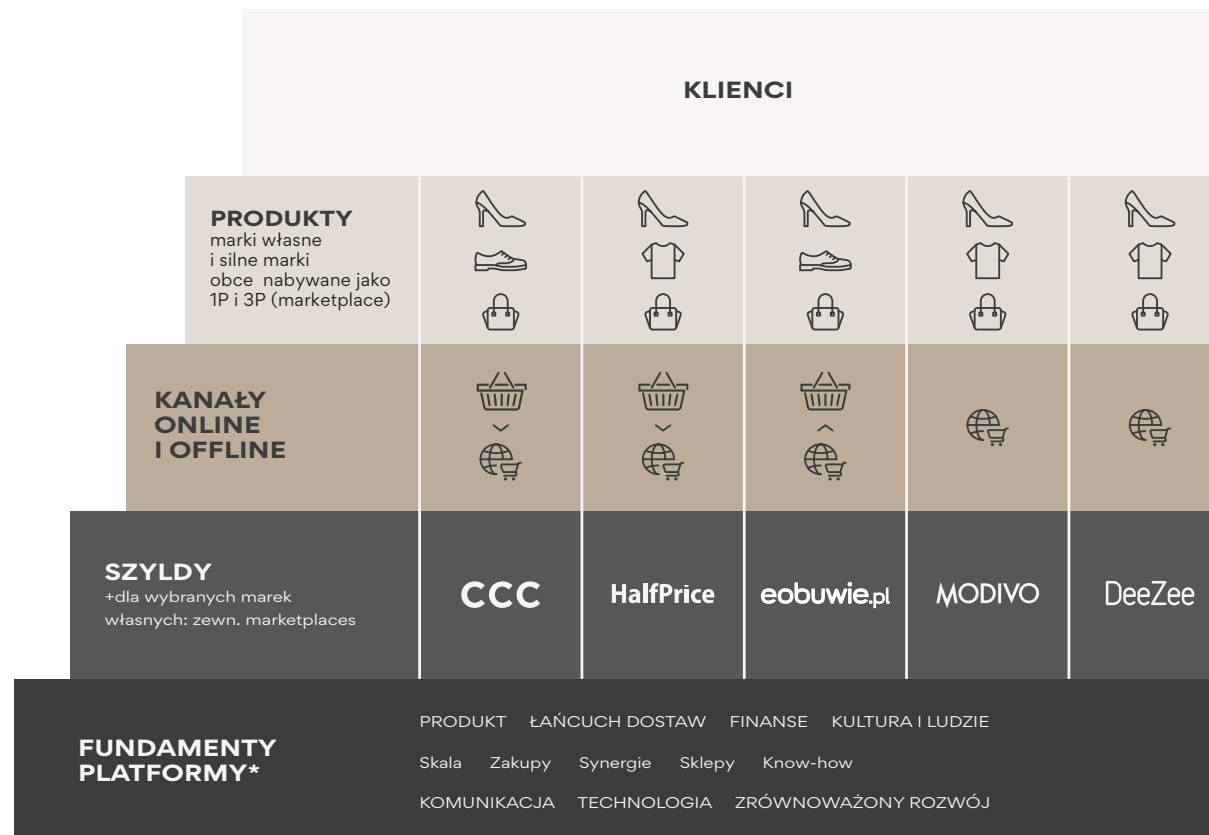 KLIENCI
PRODUKTY
marki własne
i silne marki
obce nabywane jako
1P i 3P (marketplace)
KANAŁY
ONLINE
I OFFLINE
SZYLDY
+dla wybranych marek
własnych: zewn. marketplaces
CCC
HalfPrice
eobuwie.pl
MODIVO
DeeZee
FUNDAMENTY
PLATFORMY*
PRODUKT ŁAŃCUCH DOSTAW FINANSE KULTURA I LUDZIE
Skala Zakupy Synergie Sklepy Know-how
KOMUNIKACJA TECHNOLOGIA ZRÓWNOWAŻONY ROZWÓJ